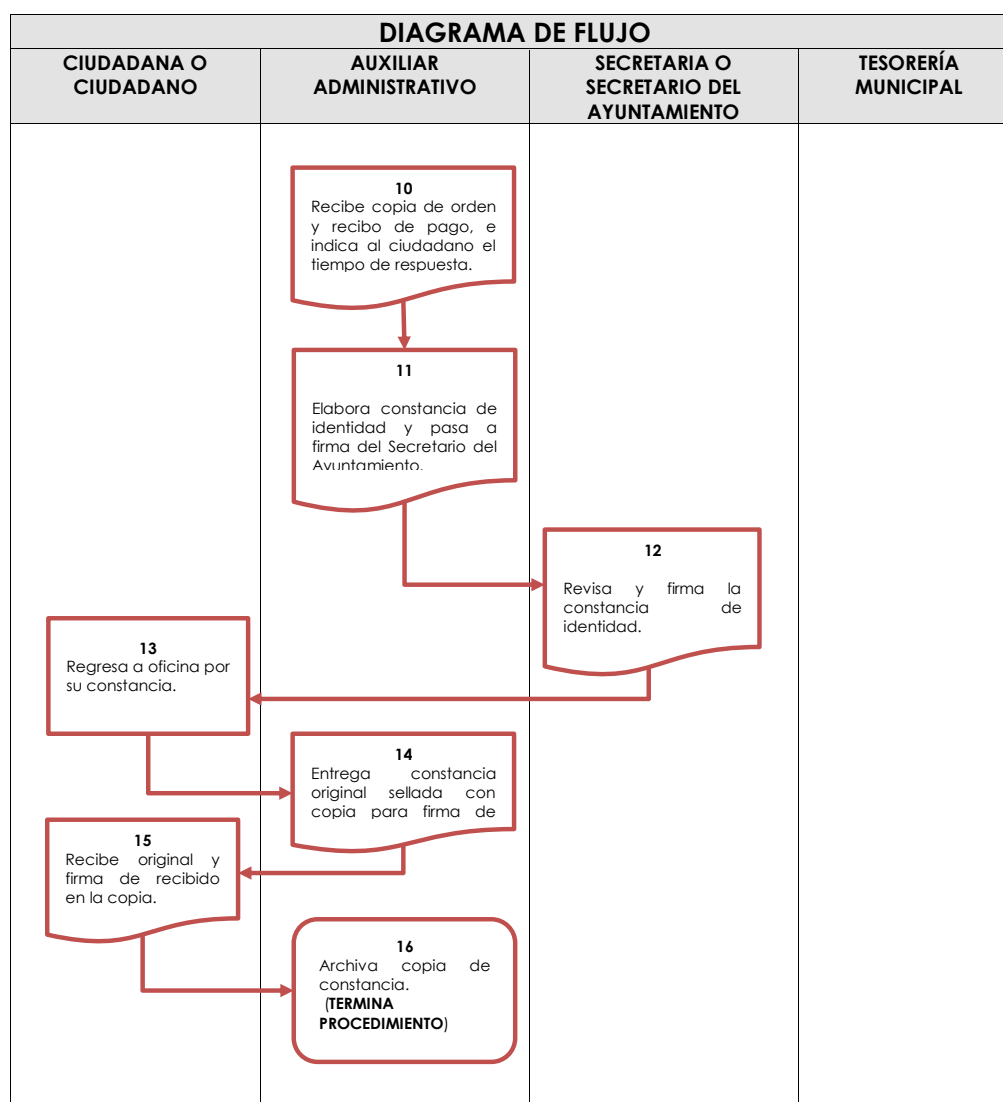 DIAGRAMA DE FLUJO
CIUDADANA O
CIUDADANO
AUXILIAR
ADMINISTRATIVO
SECRETARIA O
SECRETARIO DEL
AYUNTAMIENTO
TESORERÍA
MUNICIPAL
10
Recibe copia de orden
y recibo de pago, e
indica al ciudadano el
tiempo de respuesta.
11
Elabora constancia de
identidad y pasa a
firma del Secretario del
Ayuntamiento.
12
Revisa y firma la
constancia de
identidad.
13
Regresa a oficina por
su constancia.
14
Entrega constancia
original sellada con
copia para firma de
15
Recibe original y
firma de recibido
en la copia.
16
Archiva copia de
constancia.
(TERMINA
PROCEDIMIENTO)